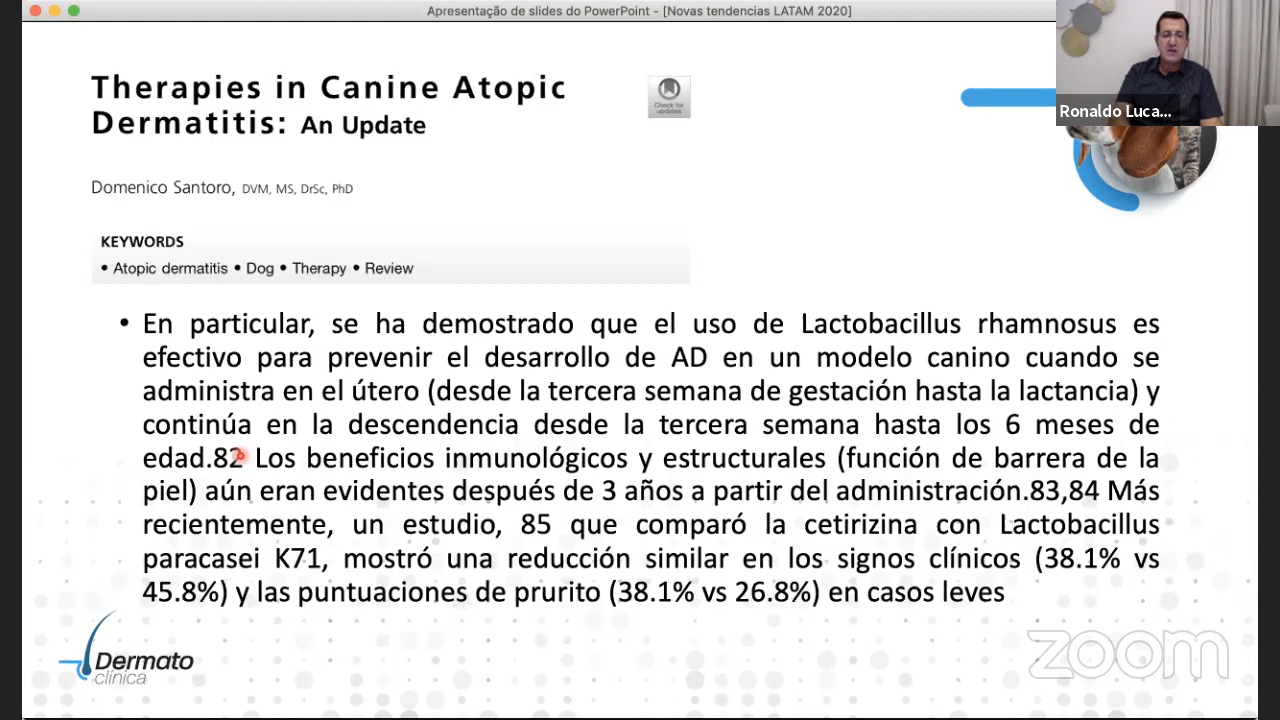 Apresentação de slides do PowerPoint - [Novas tendencias LATAM 2020]
Therapies in Canine Atopic
Dermatitis: An Update
Check for
updates
Ronaldo Luca...
Domenico Santoro, DVM, MS, DrSc, PhD
KEYWORDS
• Atopic dermatitis • Dog • Therapy • Review
• En particular, se ha demostrado que el uso de Lactobacillus rhamnosus es
efectivo para prevenir el desarrollo de AD en un modelo canino cuando se
administra en el útero (desde la tercera semana de gestación hasta la lactancia) y
continúa en la descendencia desde la tercera semana hasta los 6 meses de
edad.82 Los beneficios inmunológicos y estructurales (función de barrera de la
piel) aún eran evidentes después de 3 años a partir del administración.83,84 Más
recientemente, un estudio, 85 que comparó la cetirizina con Lactobacillus
paracasei K71, mostró una reducción similar en los signos clínicos (38.1% vs
45.8%) y las puntuaciones de prurito (38.1% vs 26.8%) en casos leves
Dermato
clínica
zoom